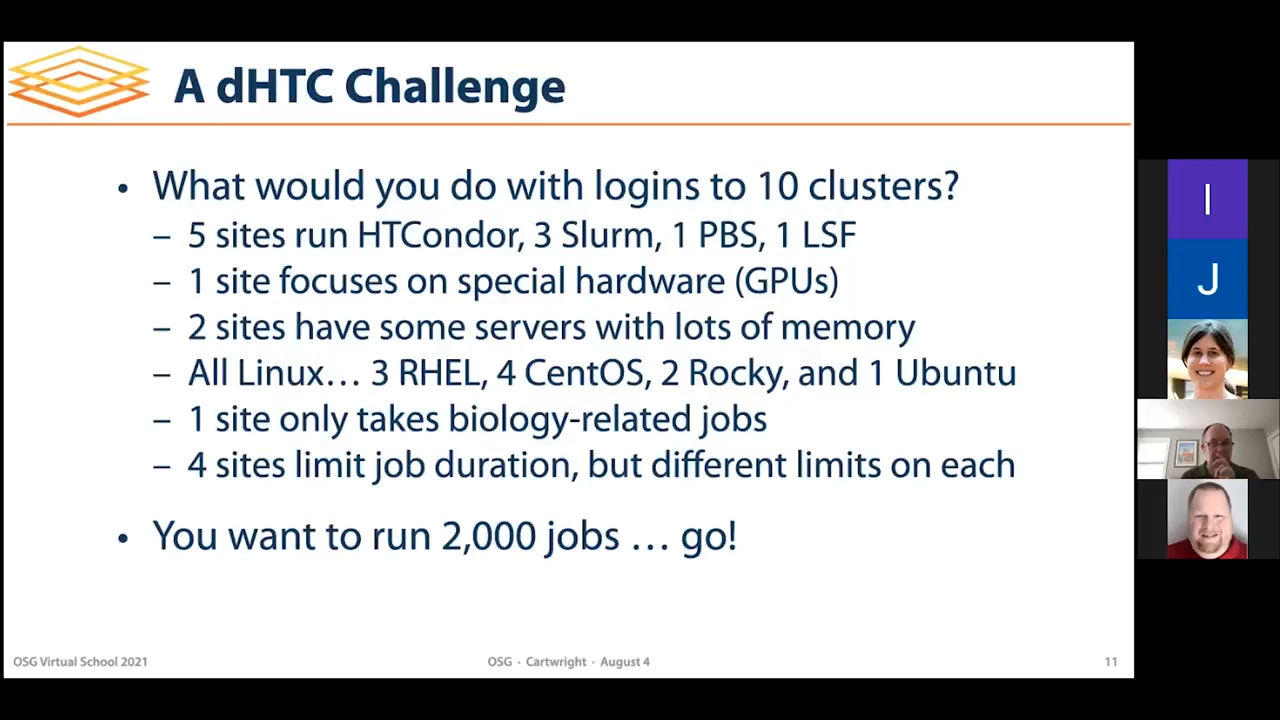 A dHTC Challenge
• What would you do with logins to 10 clusters?
– 5 sites run HTCondor, 3 Slurm, 1 PBS, 1 LSF
– 1 site focuses on special hardware (GPUs)
– 2 sites have some servers with lots of memory
– All Linux… 3 RHEL, 4 CentOS, 2 Rocky, and 1 Ubuntu
– 1 site only takes biology-related jobs
– 4 sites limit job duration, but different limits on each
• You want to run 2,000 jobs … go!
OSG Virtual School 2021
OSG · Cartwright · August 4
11
I
J